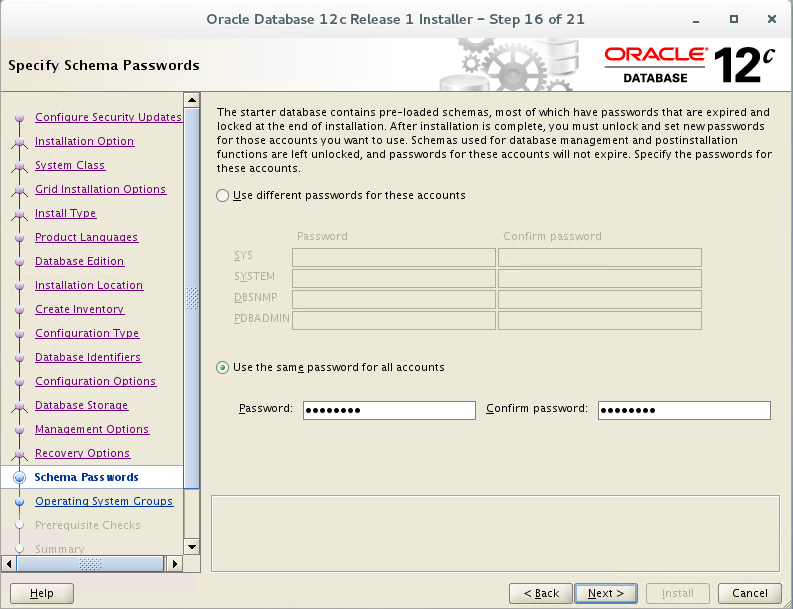 Oracle Database 12c Release 1 Installer – Step 16 of 21
Specify Schema Passwords
ORACLE®
DATABASE
12c
Configure Security Updates
Installation Option
System Class
Grid Installation Options
Install Type
Product Languages
Database Edition
Installation Location
Create Inventory
Configuration Type
Database Identifiers
Configuration Options
Database Storage
Management Options
Recovery Options
Schema Passwords
Operating System Groups
Prerequisite Checks
Summary
The starter database contains pre-loaded schemas, most of which have passwords that are expired and
locked at the end of installation. After installation is complete, you must unlock and set new passwords
for those accounts you want to use. Schemas used for database management and postinstallation
functions are left unlocked, and passwords for these accounts will not expire. Specify the passwords for
these accounts.
Use different passwords for these accounts
Password Confirm password
SYS
SYSTEM
DBSNMP
PDBADMIN
Use the same password for all accounts
Password: •••••••• Confirm password: ••••••••
Help < Back Next > Install Cancel